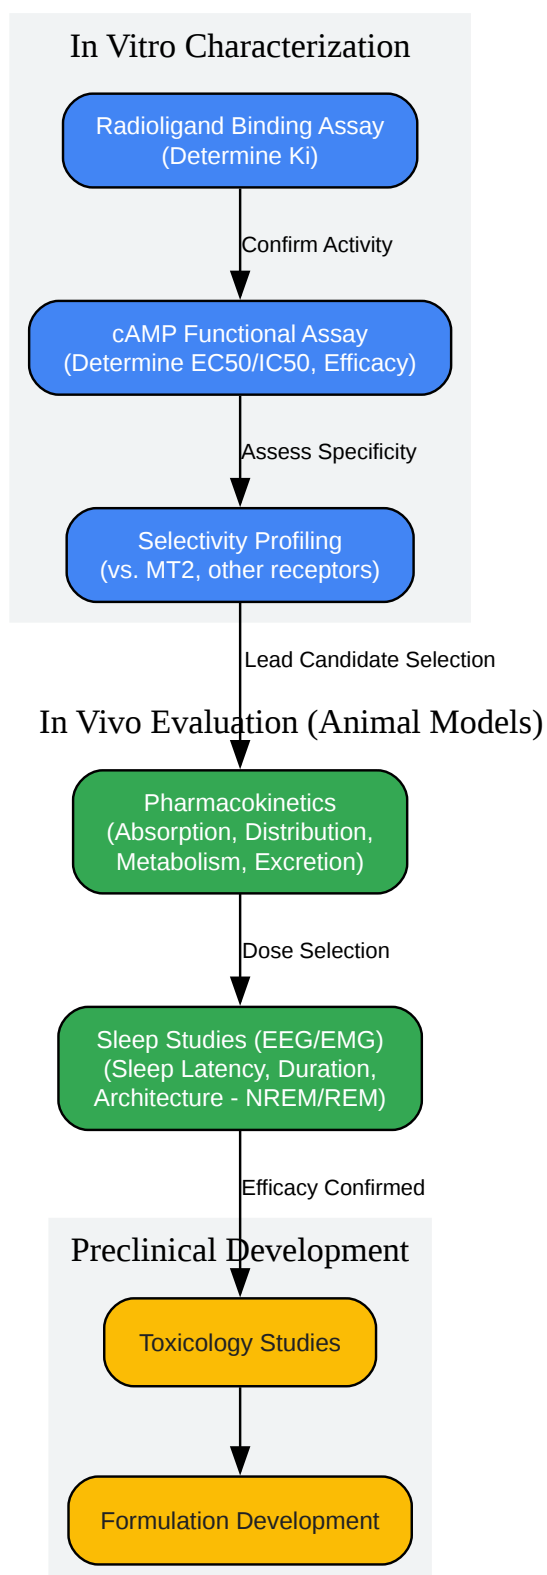 In Vitro Characterization
Radioligand Binding Assay
(Determine Ki)
Confirm Activity
cAMP Functional Assay
(Determine EC50/IC50, Efficacy)
Assess Specificity
Selectivity Profiling
(vs. MT2, other receptors)
Lead Candidate Selection
In Vivo Evaluation (Animal Models)
Pharmacokinetics
(Absorption, Distribution,
Metabolism, Excretion)
Dose Selection
Sleep Studies (EEG/EMG)
(Sleep Latency, Duration,
Architecture - NREM/REM)
Efficacy Confirmed
Preclinical Development
Toxicology Studies
Formulation Development